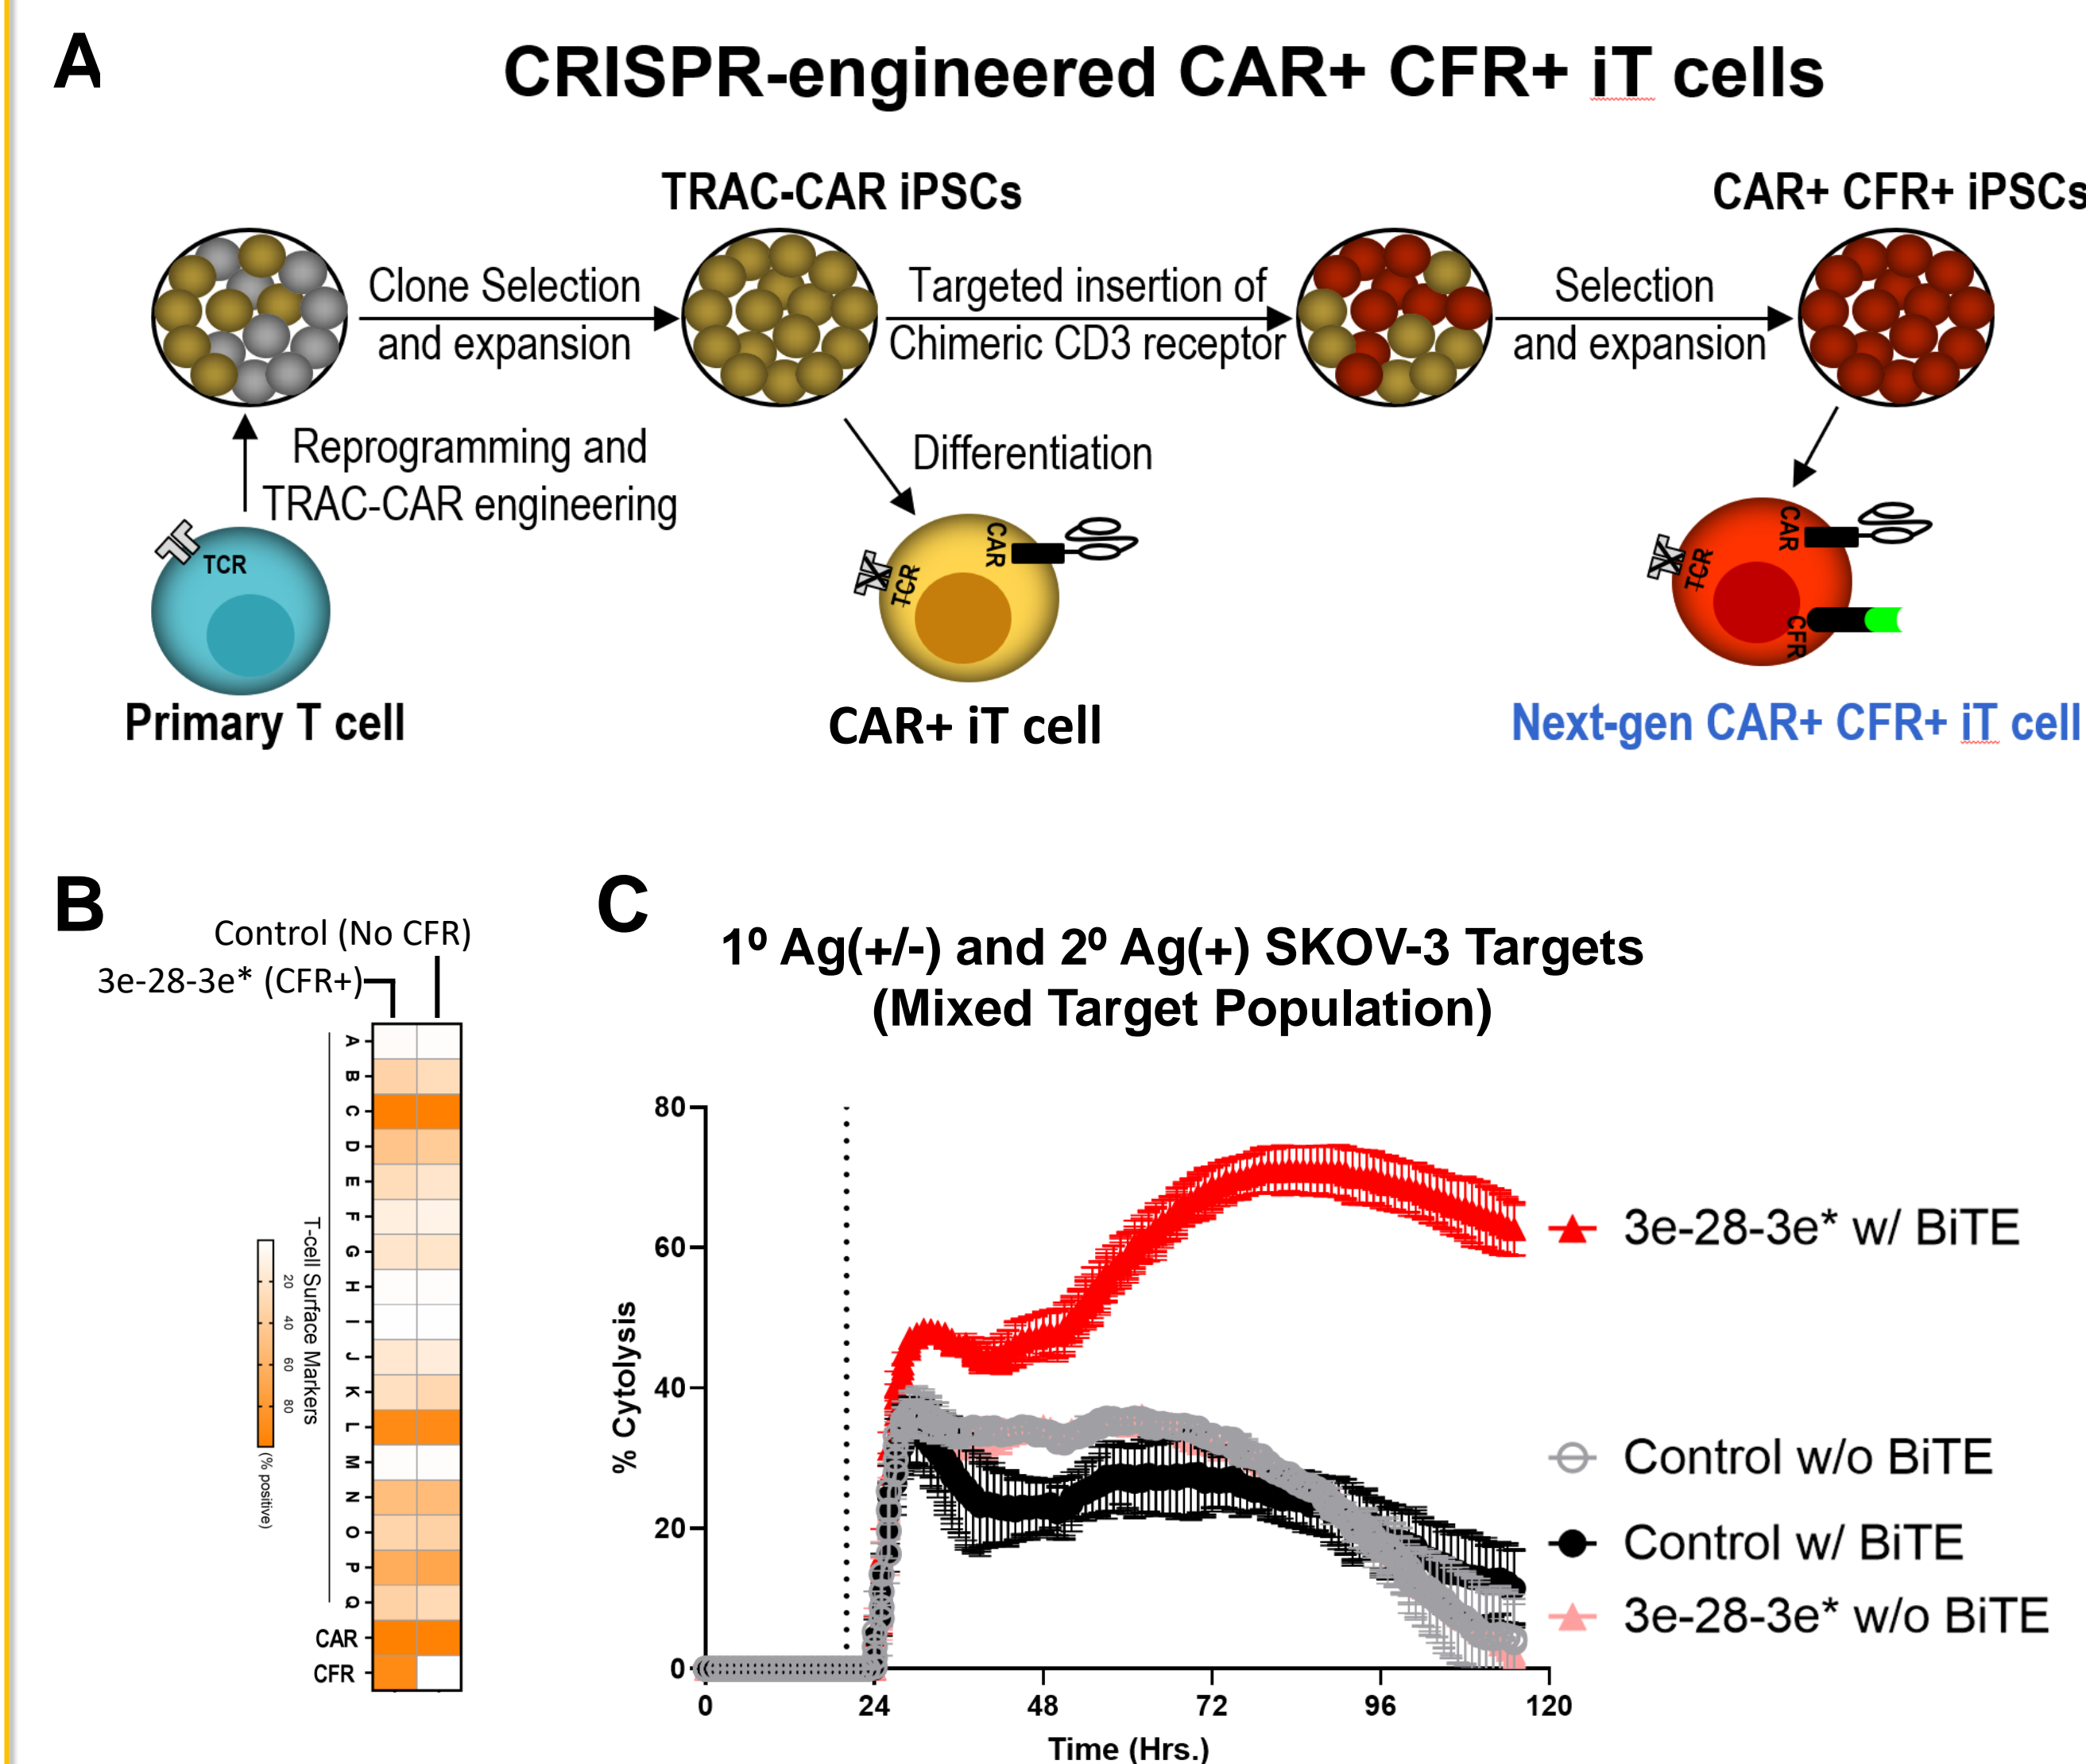 A
CRISPR-engineered CAR+ CFR+ iT cells
TRAC-CAR iPSCs
CAR+ CFR+ iPSCs
Clone Selection
and expansion
Targeted insertion of
Chimeric CD3 receptor
Selection
and expansion
Reprogramming and
TRAC-CAR engineering
Differentiation
TCR
TCR
CAR
TCR
CAR
CFR
Primary T cell
CAR+ iT cell
Next-gen CAR+ CFR+ iT cell
B
Control (No CFR)
3e-28-3e* (CFR+)
A
B
C
D
E
F
G
H
I
J
K
L
M
N
O
P
Q
CAR
CFR
T-cell Surface Markers
20
40
60
80
(% positive)
C
1º Ag(+/-) and 2º Ag(+) SKOV-3 Targets
(Mixed Target Population)
% Cytolysis
80
60
40
20
0
0 24 48 72 96 120
Time (Hrs.)
3e-28-3e* w/ BiTE
Control w/o BiTE
Control w/ BiTE
3e-28-3e* w/o BiTE